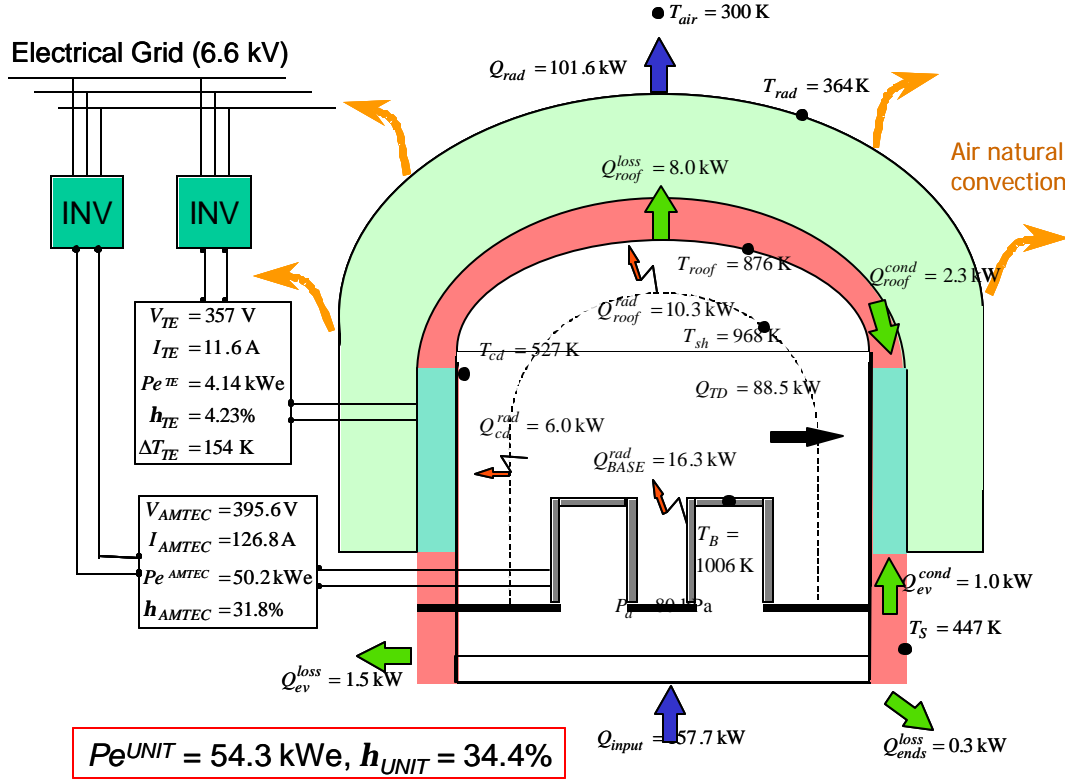 T_air = 300 K
Electrical Grid (6.6 kV)
Q_rad = 101.6 kW
T_rad = 364 K
Air natural
convection
Q_roof^loss = 8.0 kW
INV
INV
T_roof = 876 K
Q_roof^cond = 2.3 kW
Q_roof^rad = 10.3 kW
T_sh = 968 K
V_TE = 357 V
I_TE = 11.6 A
Pe^TE = 4.14 kWe
h_TE = 4.23%
ΔT_TE = 154 K
T_cd = 527 K
Q_TD = 88.5 kW
Q_cd^rad = 6.0 kW
Q_BASE^rad = 16.3 kW
V_AMTEC = 395.6 V
I_AMTEC = 126.8 A
Pe^AMTEC = 50.2 kWe
h_AMTEC = 31.8%
T_B =
1006 K
Q_ev^cond = 1.0 kW
T_S = 447 K
Q_ev^loss = 1.5 kW
Q_input = 57.7 kW
Q_ends^loss = 0.3 kW
Pe^UNIT = 54.3 kWe, h_UNIT = 34.4%